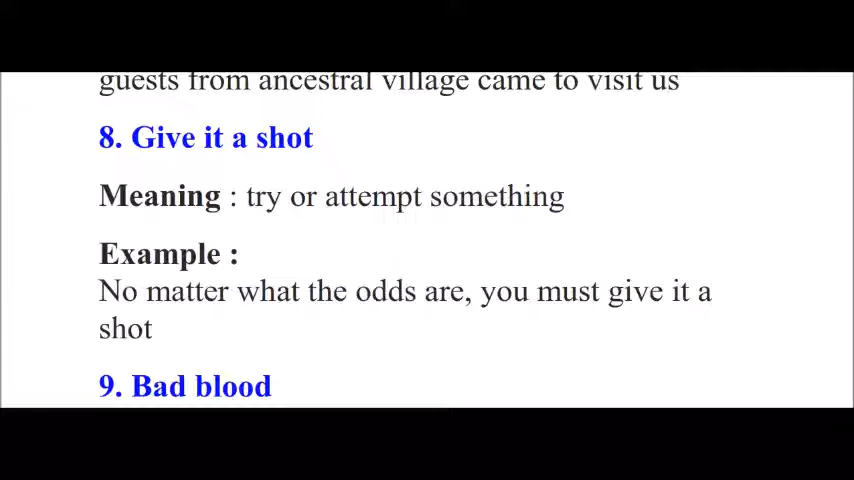 guests from ancestral village came to visit us
8. Give it a shot
Meaning : try or attempt something
Example :
No matter what the odds are, you must give it a
shot
9. Bad blood